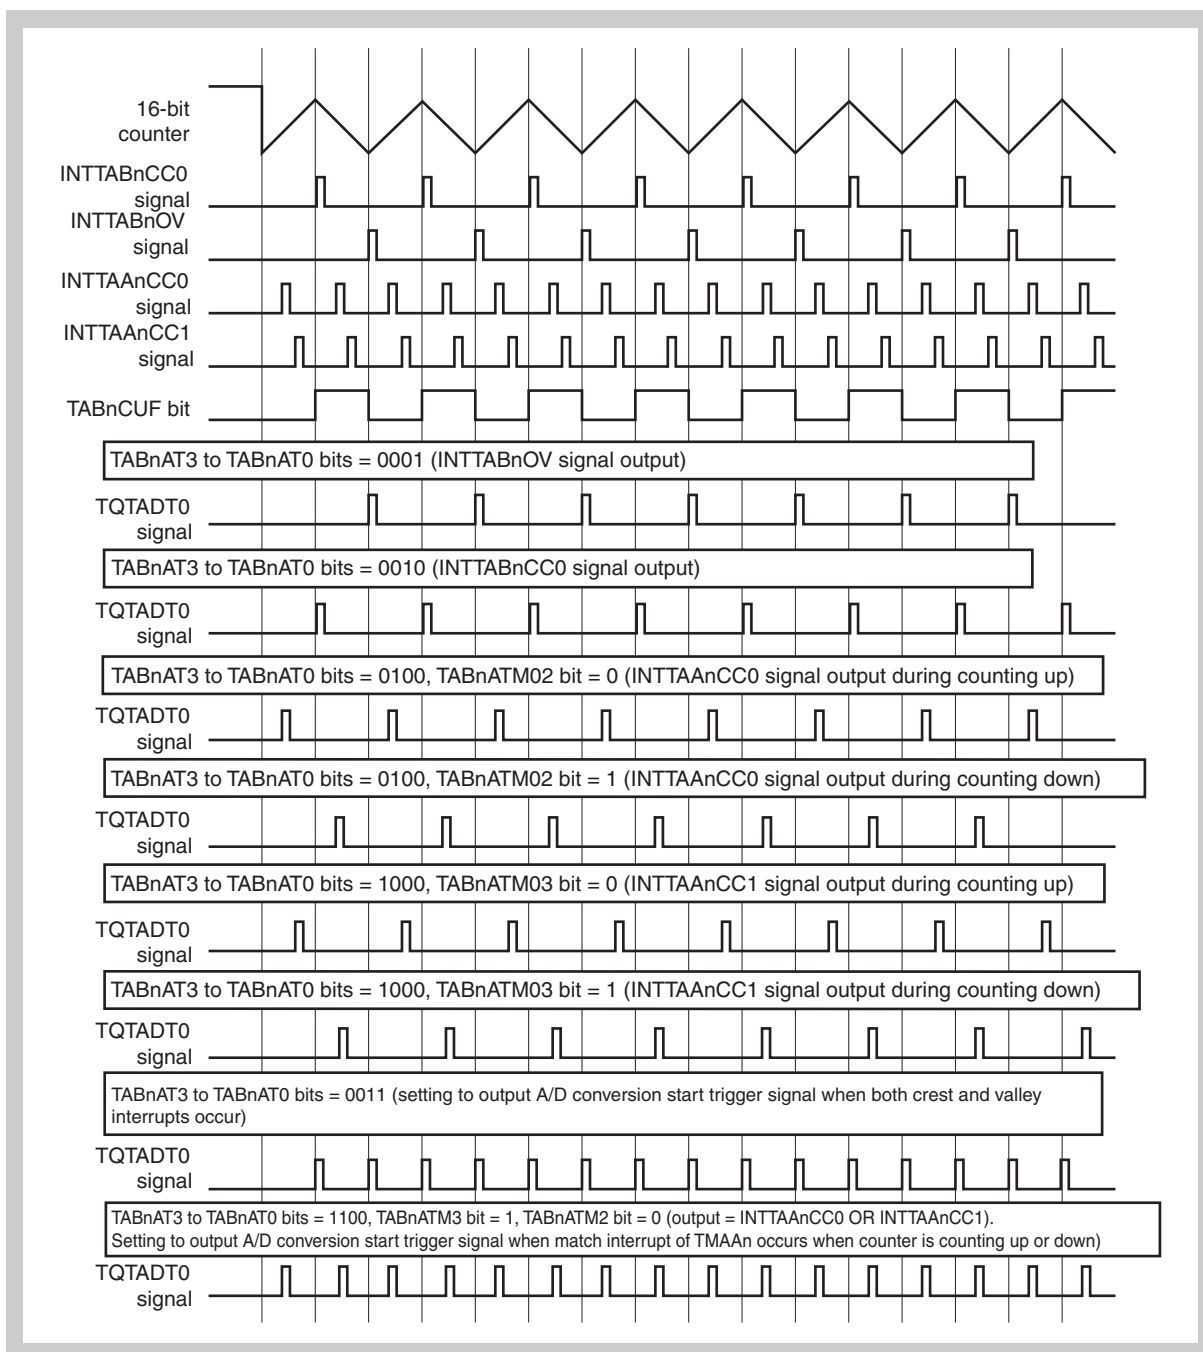 16-bit
counter
INTTABnCC0
signal
INTTABnOV
signal
INTTAAnCC0
signal
INTTAAnCC1
signal
TABnCUF bit
TABnAT3 to TABnAT0 bits = 0001 (INTTABnOV signal output)
TQTADT0
signal
TABnAT3 to TABnAT0 bits = 0010 (INTTABnCC0 signal output)
TQTADT0
signal
TABnAT3 to TABnAT0 bits = 0100, TABnATM02 bit = 0 (INTTAAnCC0 signal output during counting up)
TQTADT0
signal
TABnAT3 to TABnAT0 bits = 0100, TABnATM02 bit = 1 (INTTAAnCC0 signal output during counting down)
TQTADT0
signal
TABnAT3 to TABnAT0 bits = 1000, TABnATM03 bit = 0 (INTTAAnCC1 signal output during counting up)
TQTADT0
signal
TABnAT3 to TABnAT0 bits = 1000, TABnATM03 bit = 1 (INTTAAnCC1 signal output during counting down)
TQTADT0
signal
TABnAT3 to TABnAT0 bits = 0011 (setting to output A/D conversion start trigger signal when both crest and valley
interrupts occur)
TQTADT0
signal
TABnAT3 to TABnAT0 bits = 1100, TABnATM3 bit = 1, TABnATM2 bit = 0 (output = INTTAAnCC0 OR INTTAAnCC1).
Setting to output A/D conversion start trigger signal when match interrupt of TMAAn occurs when counter is counting up or down)
TQTADT0
signal